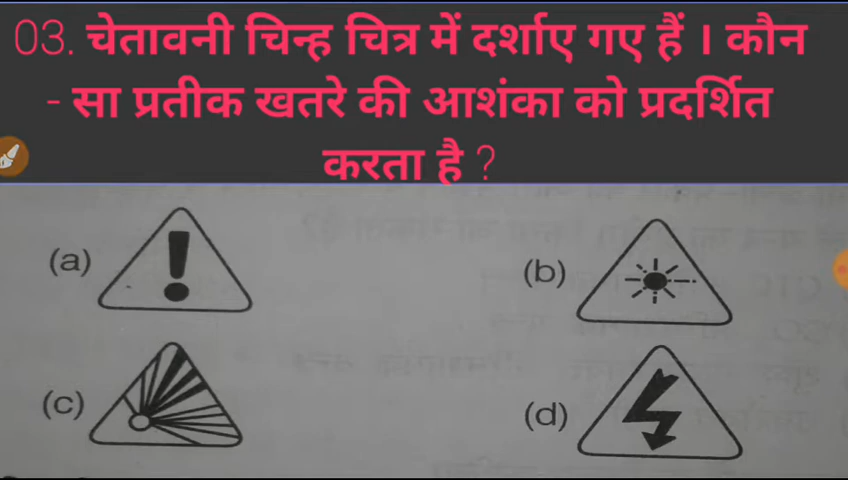 03. चेतावनी चिन्ह चित्र में दर्शाए गए हैं । कौन
- सा प्रतीक खतरे की आशंका को प्रदर्शित
करता है ?
(a)
(b)
(c)
(d)